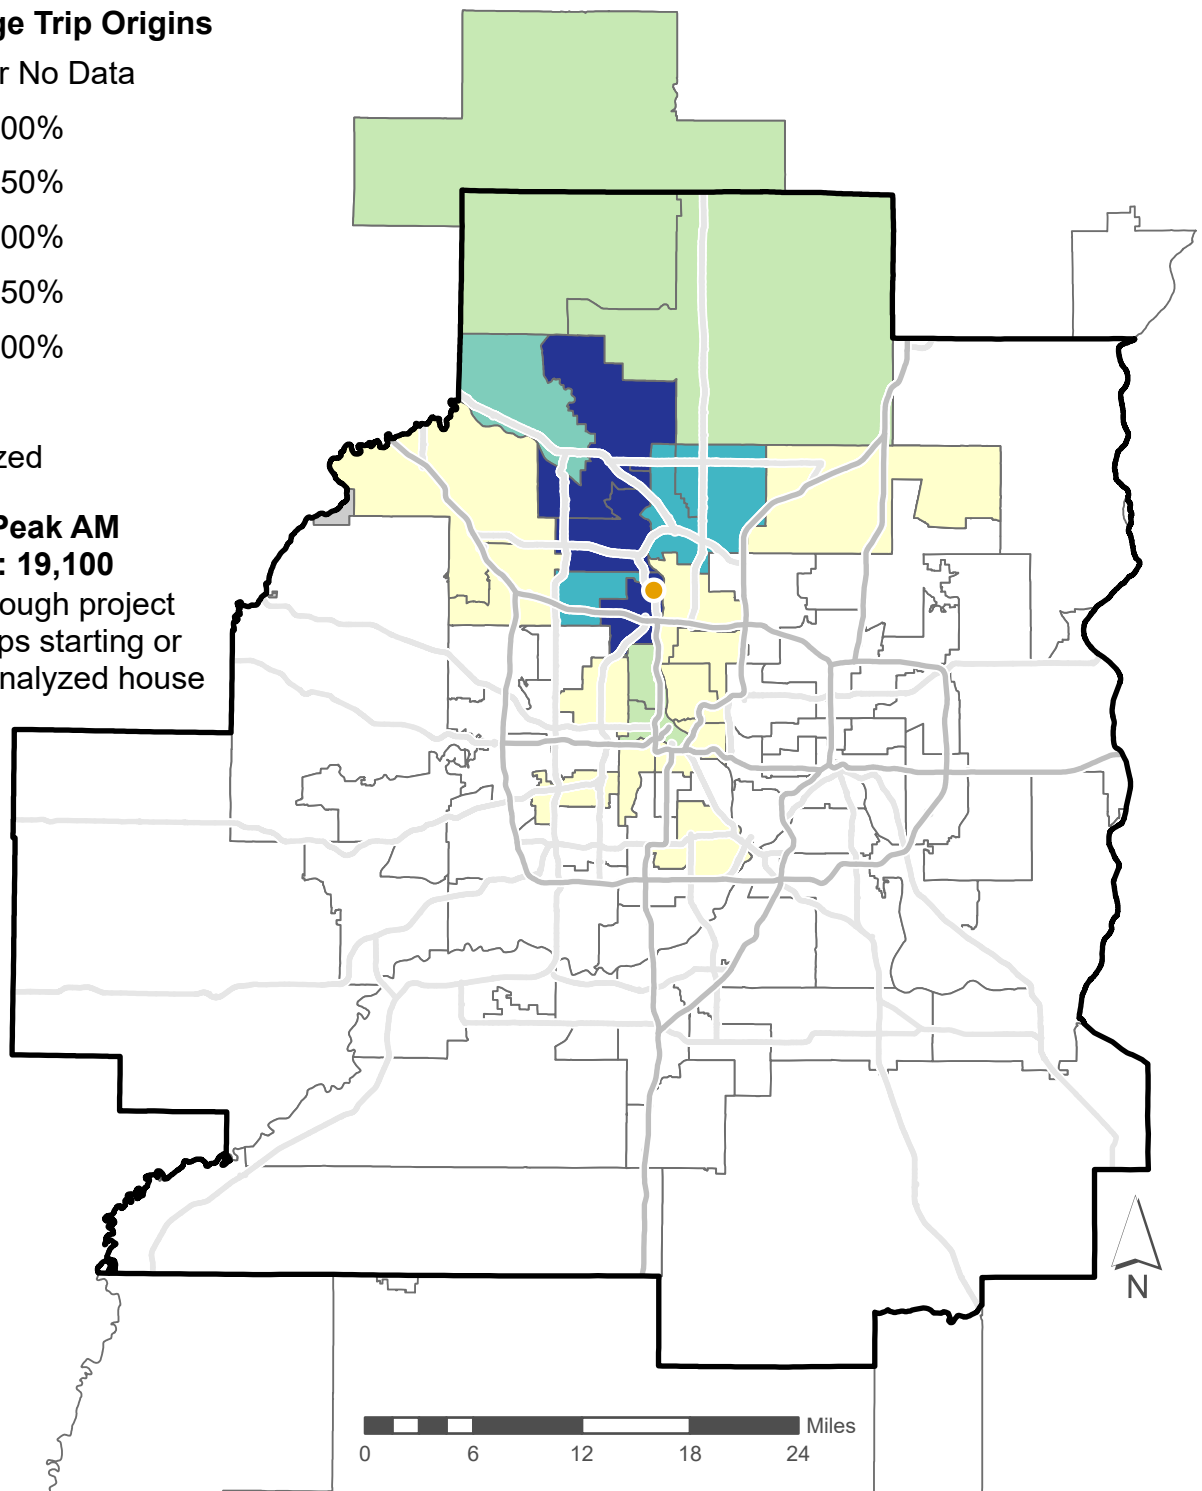 ge Trip Origins
r No Data
00%
50%
00%
50%
00%
zed
Peak AM
: 19,100
ough project
ps starting or
nalyzed house
N
Miles
0 6 12 18 24